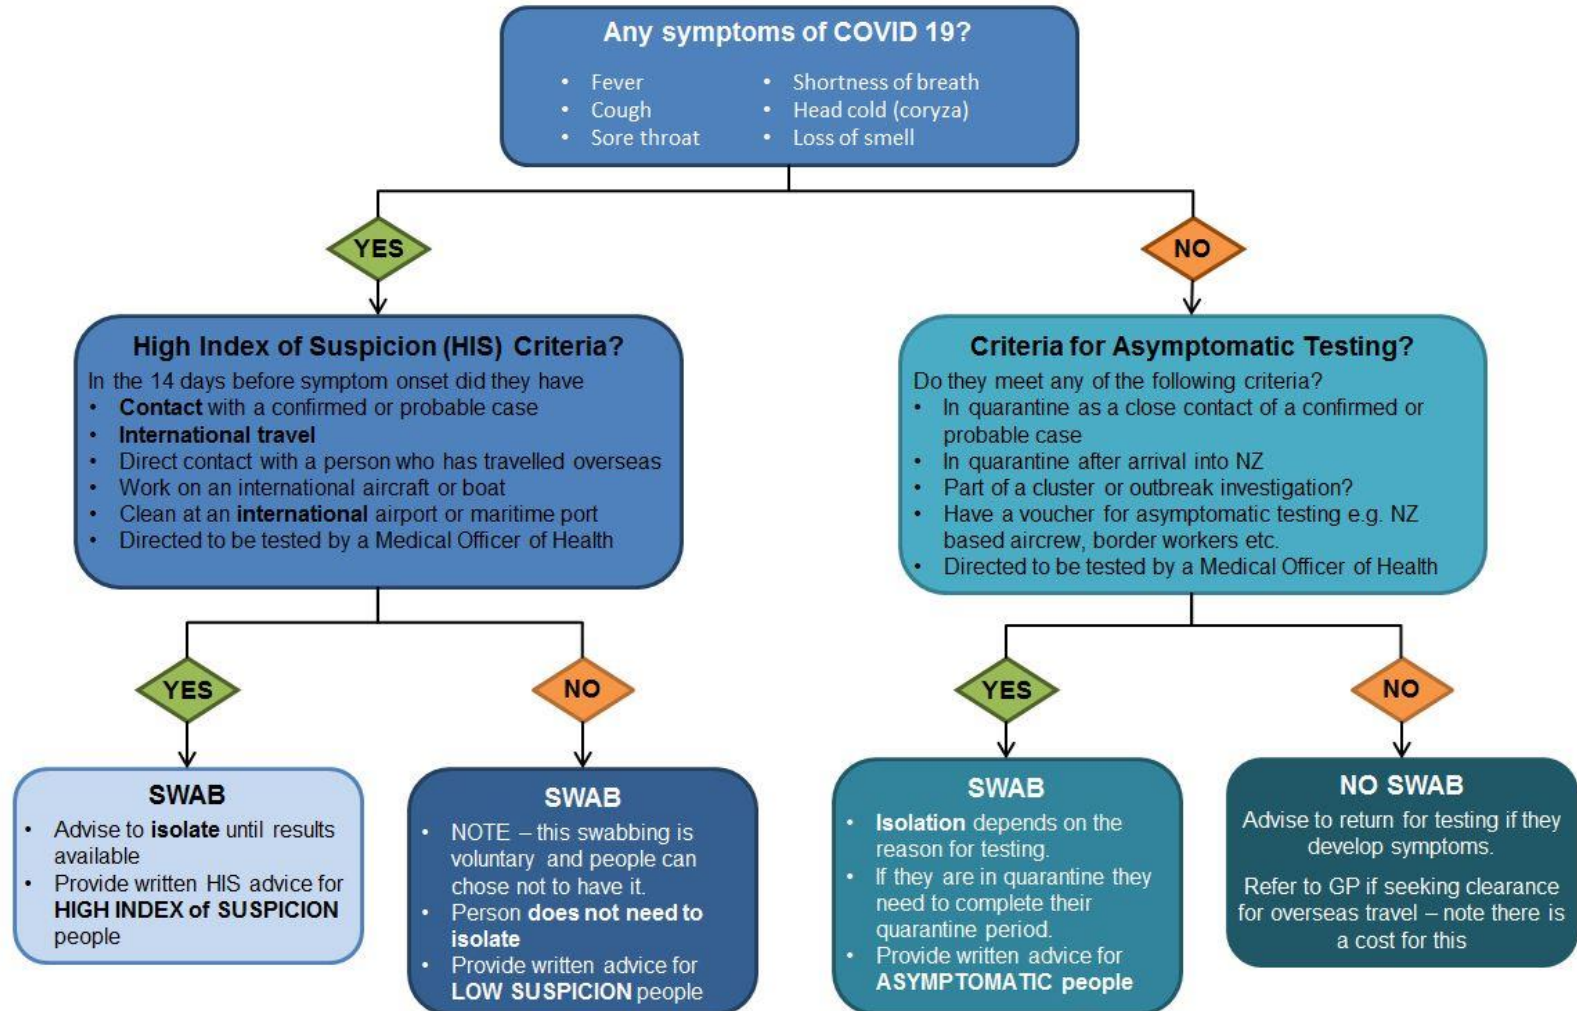 Any symptoms of COVID 19?
• Fever
• Cough
• Sore throat
• Shortness of breath
• Head cold (coryza)
• Loss of smell
YES
NO
High Index of Suspicion (HIS) Criteria?
In the 14 days before symptom onset did they have
• Contact with a confirmed or probable case
• International travel
• Direct contact with a person who has travelled overseas
• Work on an international aircraft or boat
• Clean at an international airport or maritime port
• Directed to be tested by a Medical Officer of Health
Criteria for Asymptomatic Testing?
Do they meet any of the following criteria?
• In quarantine as a close contact of a confirmed or
probable case
• In quarantine after arrival into NZ
• Part of a cluster or outbreak investigation?
• Have a voucher for asymptomatic testing e.g. NZ
based aircrew, border workers etc.
• Directed to be tested by a Medical Officer of Health
YES
NO
YES
NO
SWAB
• Advise to isolate until results
available
• Provide written HIS advice for
HIGH INDEX of SUSPICION
people
SWAB
• NOTE – this swabbing is
voluntary and people can
chose not to have it.
• Person does not need to
isolate
• Provide written advice for
LOW SUSPICION people
SWAB
• Isolation depends on the
reason for testing.
• If they are in quarantine they
need to complete their
quarantine period.
• Provide written advice for
ASYMPTOMATIC people
NO SWAB
Advise to return for testing if they
develop symptoms.
Refer to GP if seeking clearance
for overseas travel – note there is
a cost for this